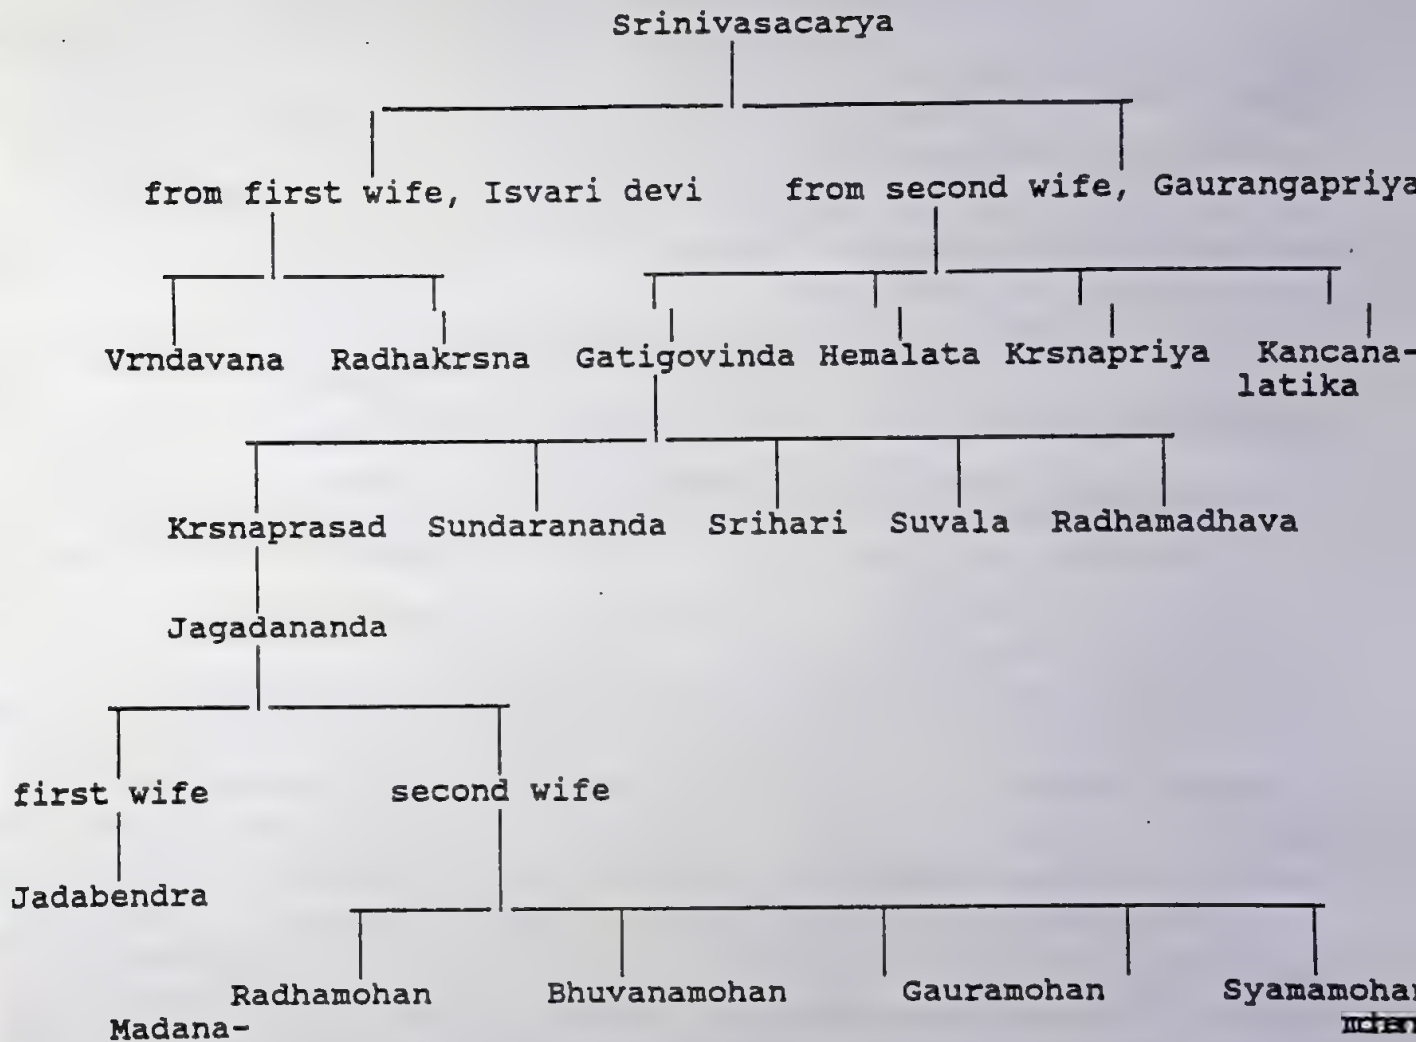 Srinivasacarya
from first wife, Isvari devi from second wife, Gaurangapriya
Vrndavana Radhakrsna Gatigovinda Hemalata Krsnapriya Kancana-
latika
Krsnaprasad Sundarananda Srihari Suvala Radhamadhava
Jagadananda
first wife second wife
Jadabendra
Radhamohan Bhuvanamohan Gauramohan Syamamohan
Madana-